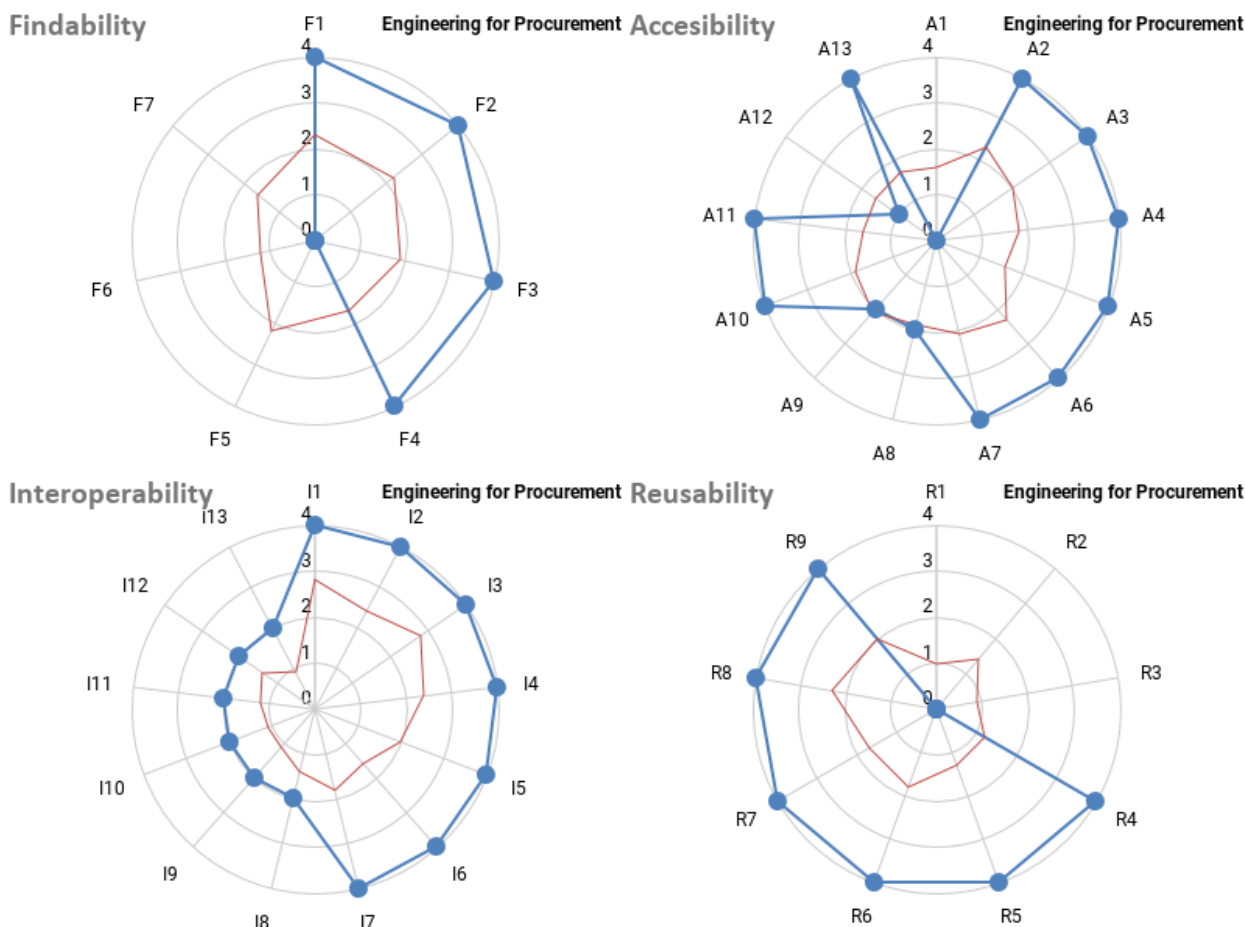 Findability
Engineering for Procurement
F1
F2
F3
F4
F5
F6
F7
4
3
2
1
0
Accesibility
Engineering for Procurement
A1
A2
A3
A4
A5
A6
A7
A8
A9
A10
A11
A12
A13
4
3
2
1
0
Interoperability
Engineering for Procurement
I1
I2
I3
I4
I5
I6
I7
I8
I9
I10
I11
I12
I13
4
3
2
1
0
Reusability
Engineering for Procurement
R1
R2
R3
R4
R5
R6
R7
R8
R9
4
3
2
1
0